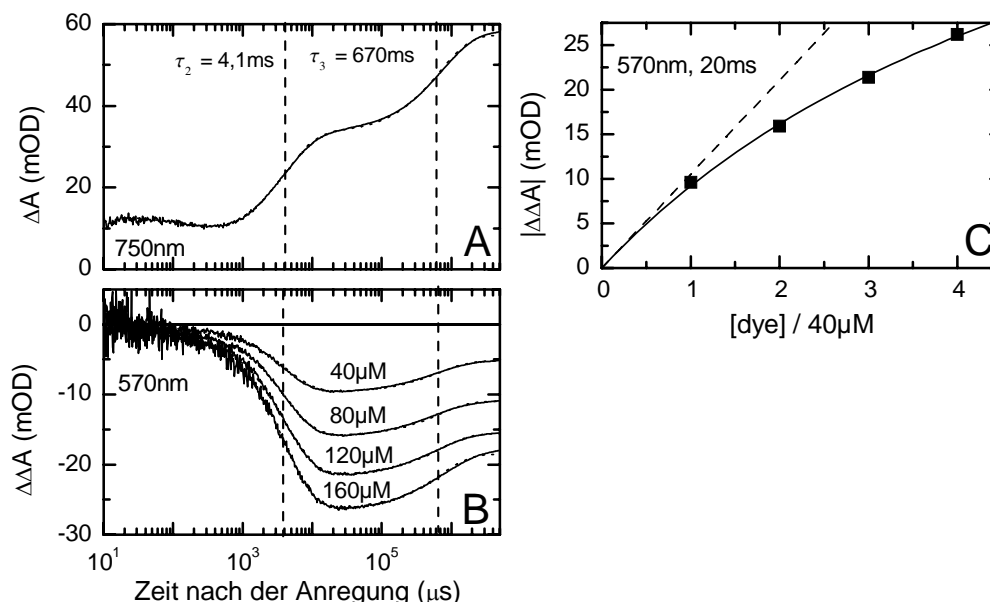 60
40
20
0
ΔA (mOD)
τ2 = 4,1ms
τ3 = 670ms
750nm
A
0
-10
-20
-30
ΔΔA (mOD)
570nm
40µM
80µM
120µM
160µM
B
10^1
10^3
10^5
Zeit nach der Anregung (µs)
25
20
15
10
5
0
|ΔΔA| (mOD)
570nm, 20ms
C
0
1
2
3
4
[dye] / 40µM